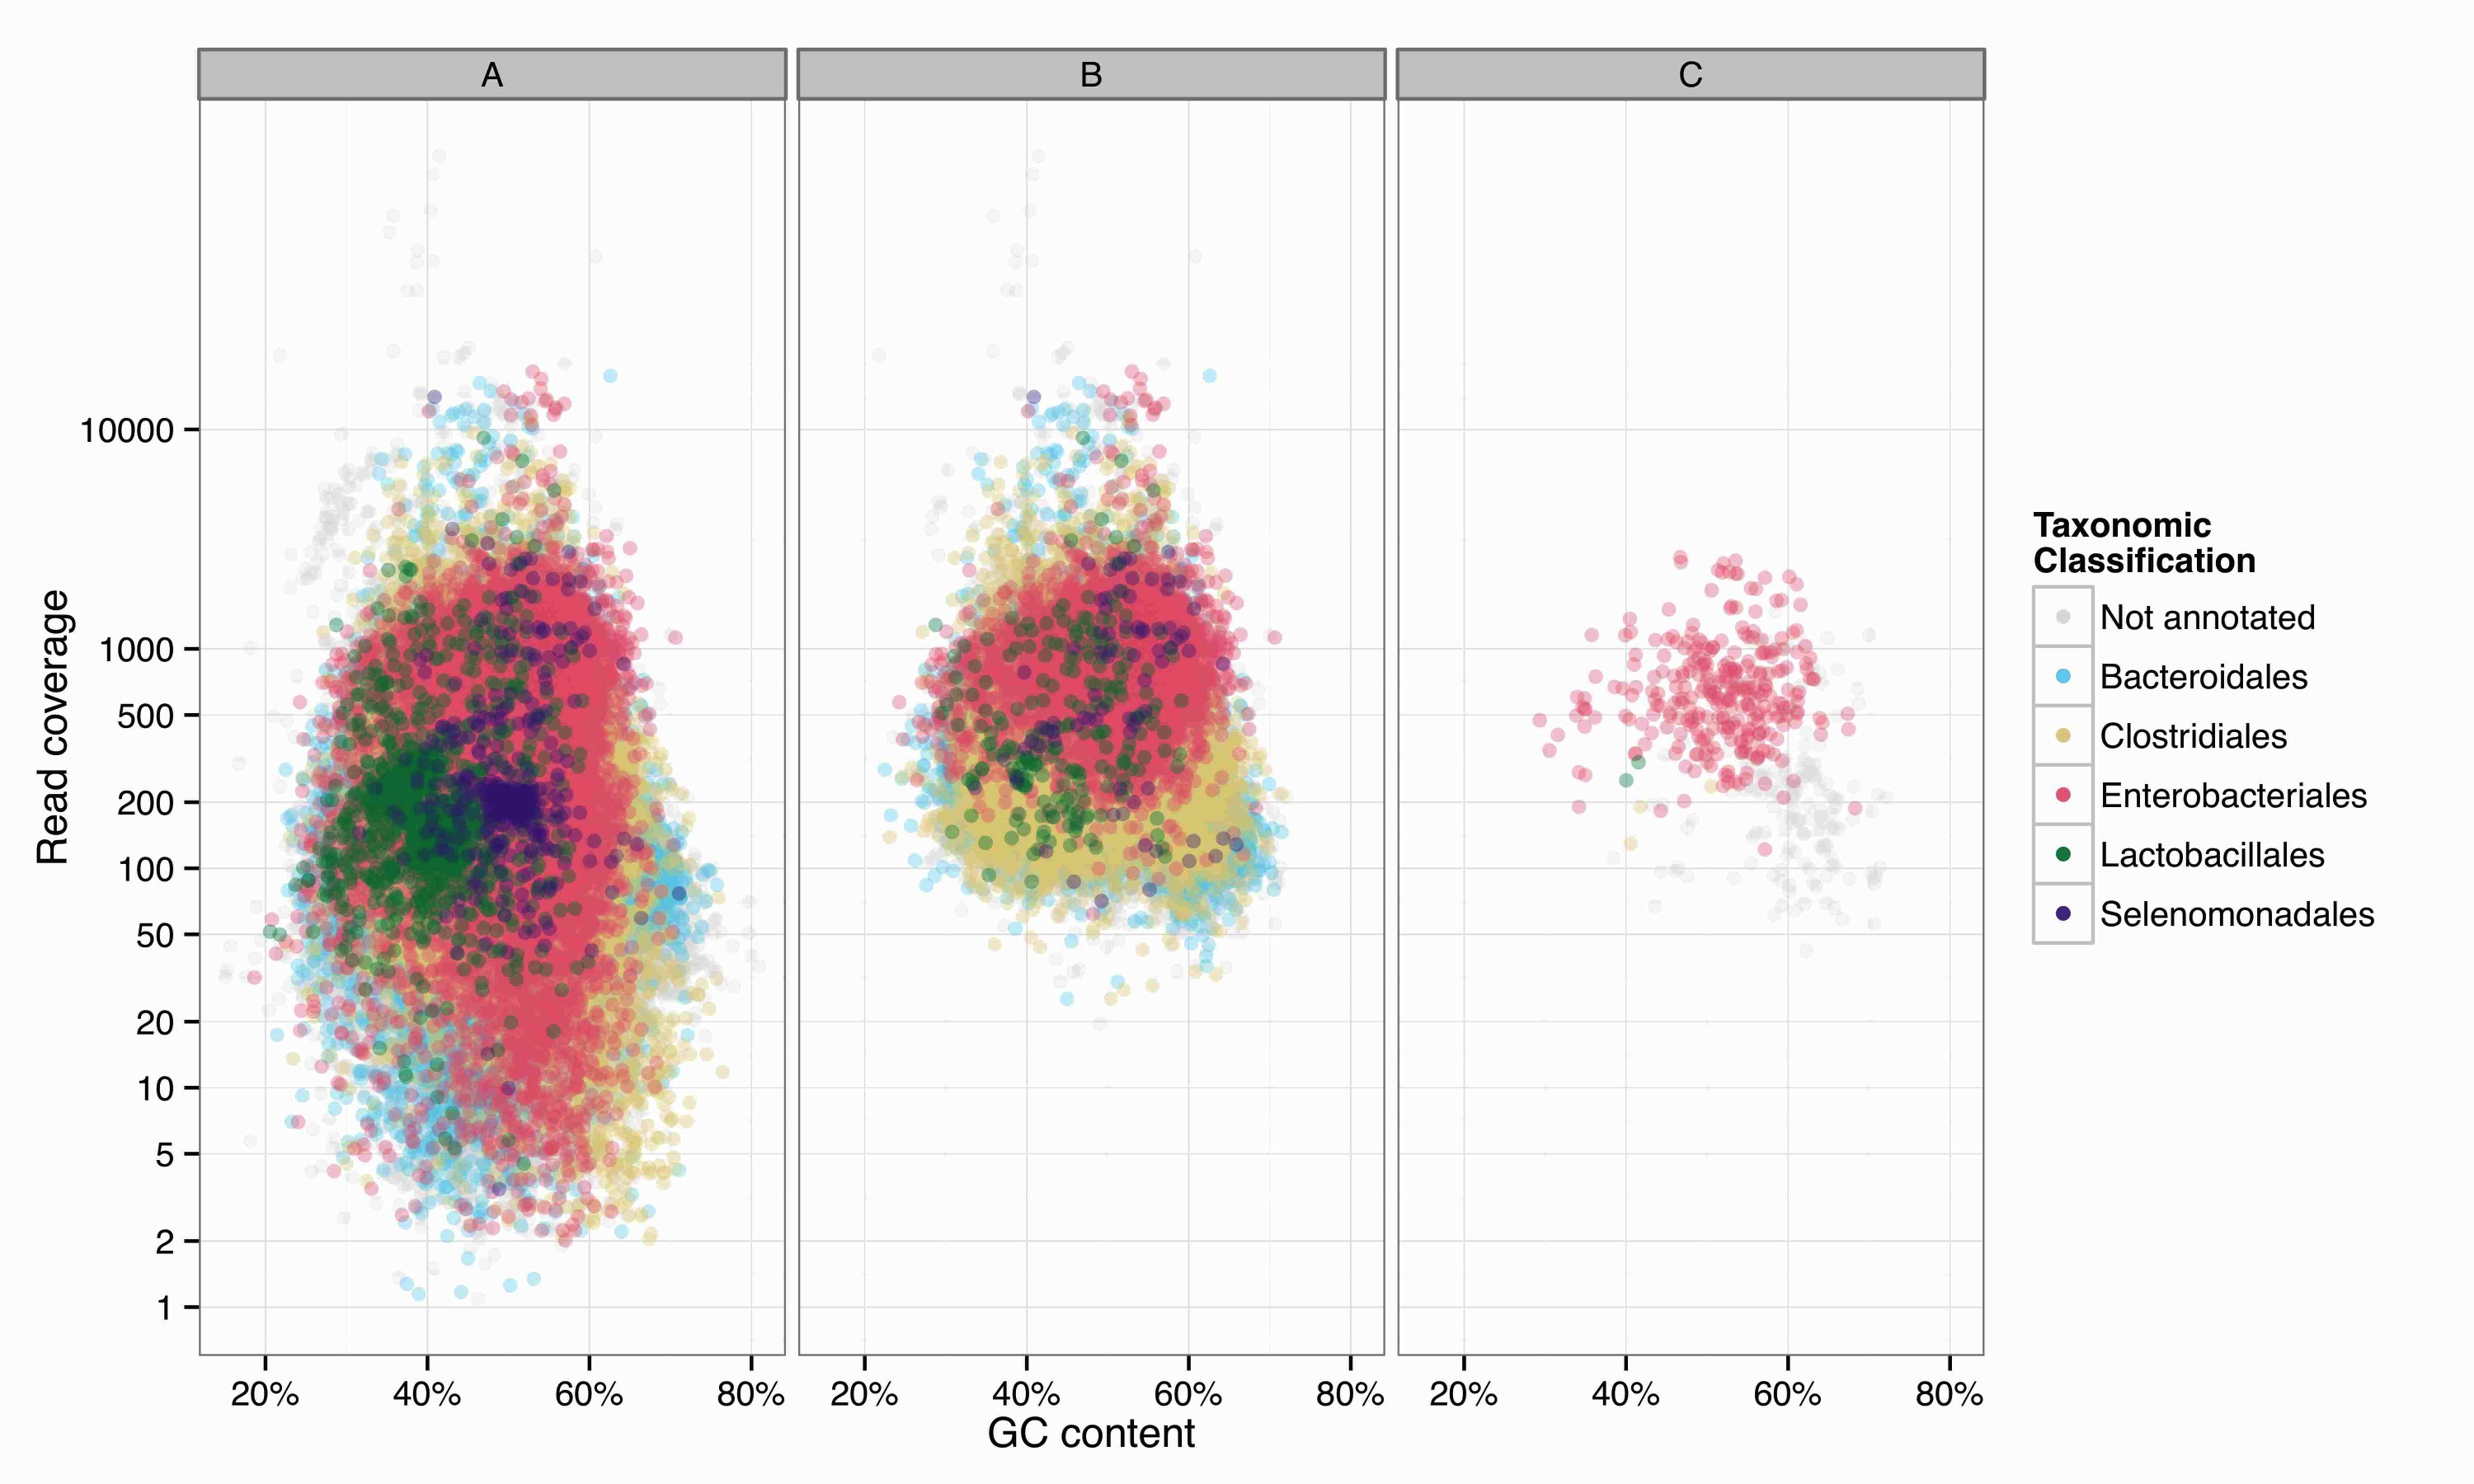 A
B
C
10000
1000
500
200
100
50
20
10
5
2
1
Read coverage
20%
40%
60%
80%
20%
40%
60%
80%
20%
40%
60%
80%
GC content
Taxonomic
Classification
Not annotated
Bacteroidales
Clostridiales
Enterobacteriales
Lactobacillales
Selenomonadales